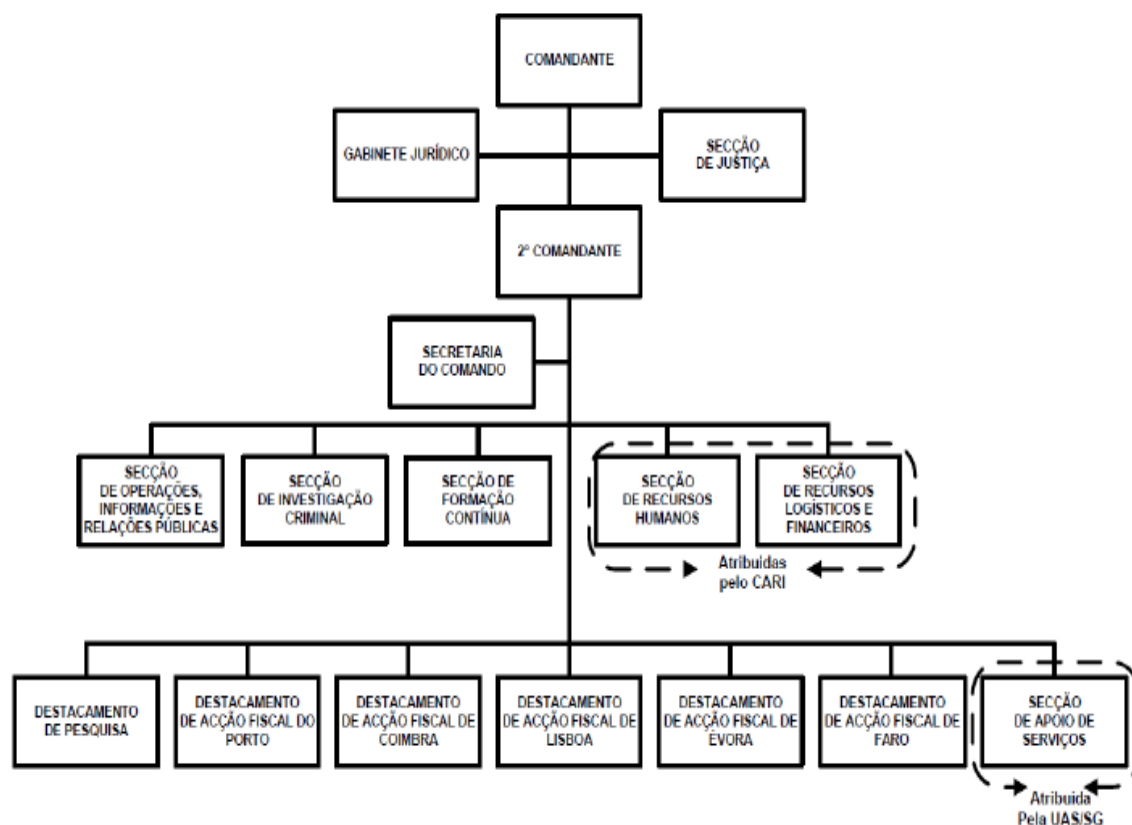 COMANDANTE
GABINETE JURÍDICO
SECÇÃO
DE JUSTIÇA
2º COMANDANTE
SECRETARIA
DO COMANDO
SECÇÃO
DE OPERAÇÕES,
INFORMAÇÕES E
RELAÇÕES PÚBLICAS
SECÇÃO
DE INVESTIGAÇÃO
CRIMINAL
SECÇÃO DE
FORMAÇÃO
CONTÍNUA
SECÇÃO
DE RECURSOS
HUMANOS
SECÇÃO
DE RECURSOS
LOGÍSTICOS E
FINANCEIROS
Atribuidas
pelo CARI
DESTACAMENTO
DE PESQUISA
DESTACAMENTO
DE ACÇÃO FISCAL DO
PORTO
DESTACAMENTO
DE ACÇÃO FISCAL DE
COIMBRA
DESTACAMENTO
DE ACÇÃO FISCAL DE
LISBOA
DESTACAMENTO
DE ACÇÃO FISCAL DE
ÉVORA
DESTACAMENTO
DE ACÇÃO FISCAL DE
FARO
SECÇÃO
DE APOIO DE
SERVIÇOS
Atribuida
Pela UAS/SG